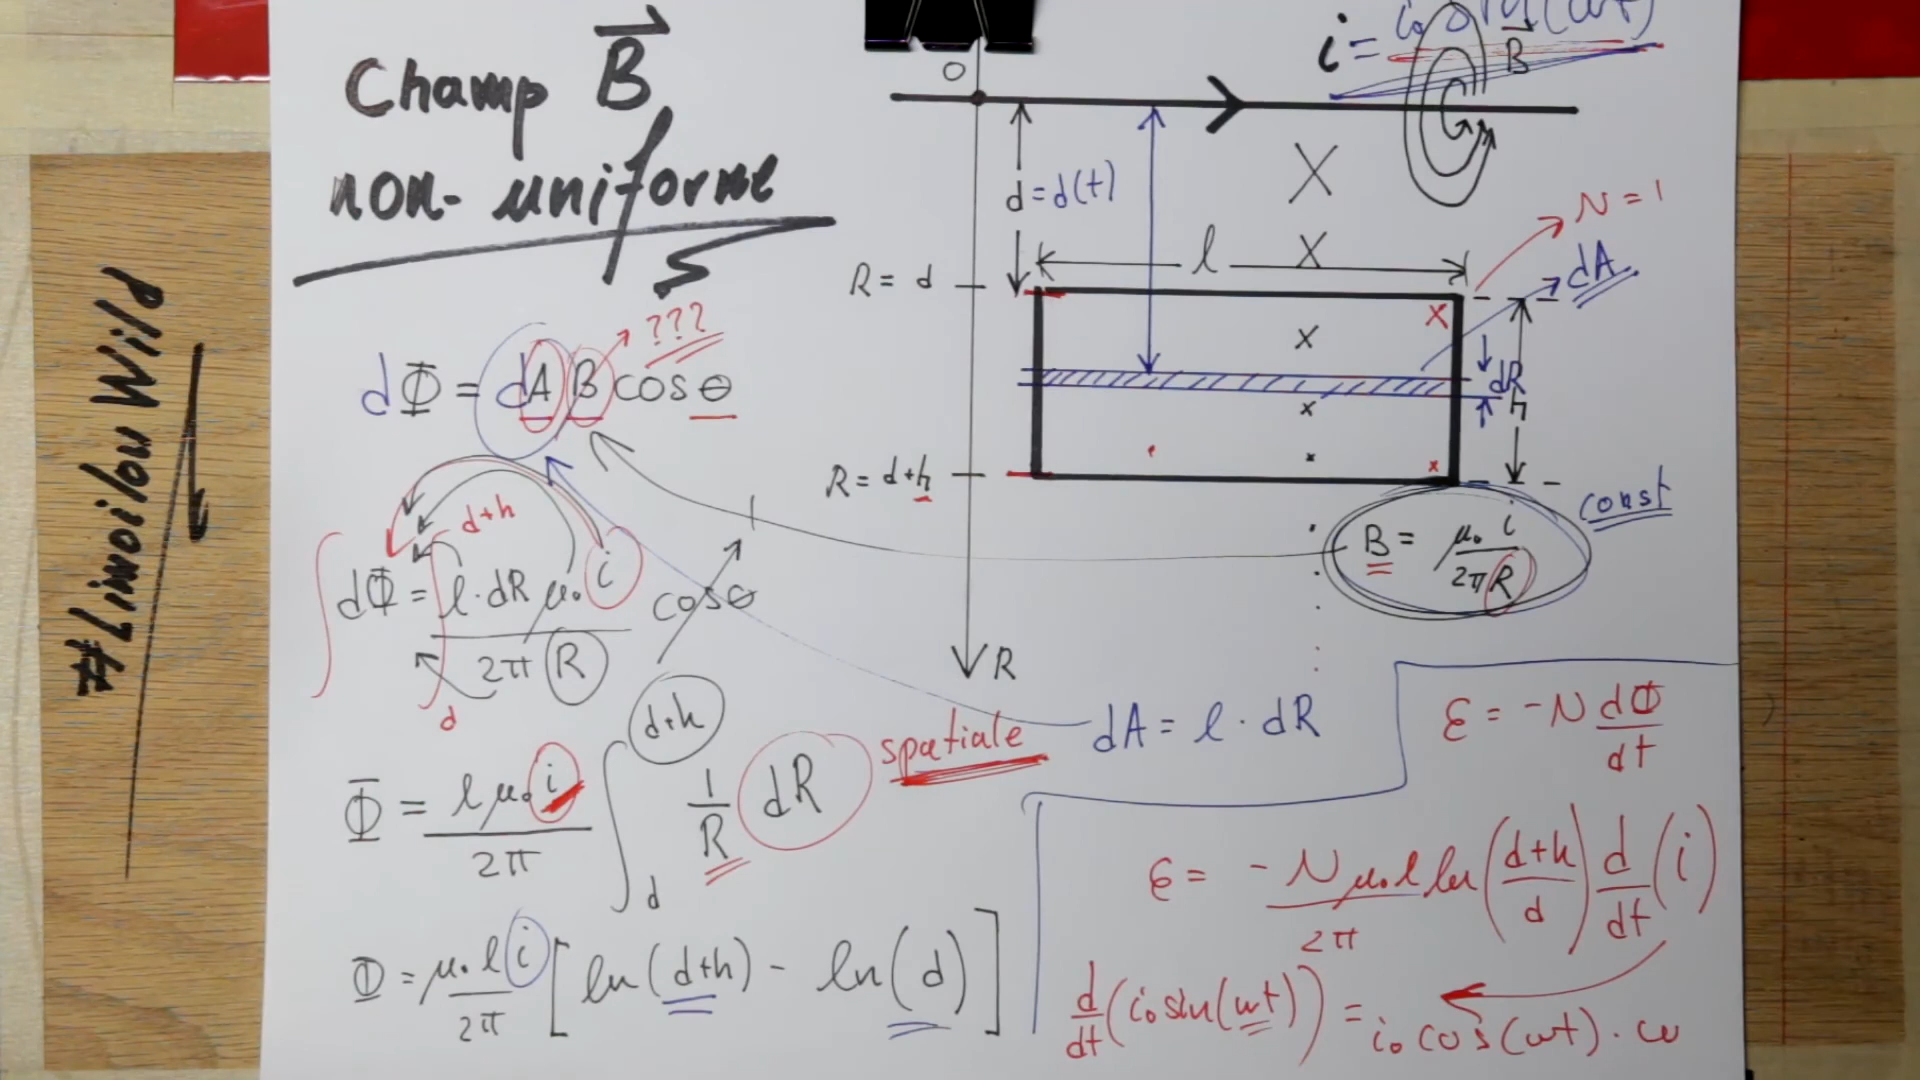 #Limoilou Wild
Champ B⃗
non-uniforme
i = i₀ sin(ωt)
B⃗
O
d = d(t)
l
N = 1
dA
R = d
dR
h
R = d+h
const
B = μ₀ i / 2π R
R
dΦ = dA B cos θ
???
∫ dΦ = ∫ d d+h l · dR μ₀ i / 2π R cos θ
1
Φ = l μ₀ i / 2π ∫ d d+h 1/R dR
spatiale
dA = l · dR
Φ = μ₀ l i / 2π [ ln(d+h) - ln(d) ]
ε = -N dΦ/dt
ε = - N μ₀ l / 2π ln( d+h / d ) d/dt (i)
d/dt (i₀ sin(ωt)) = i₀ cos(ωt) · ω